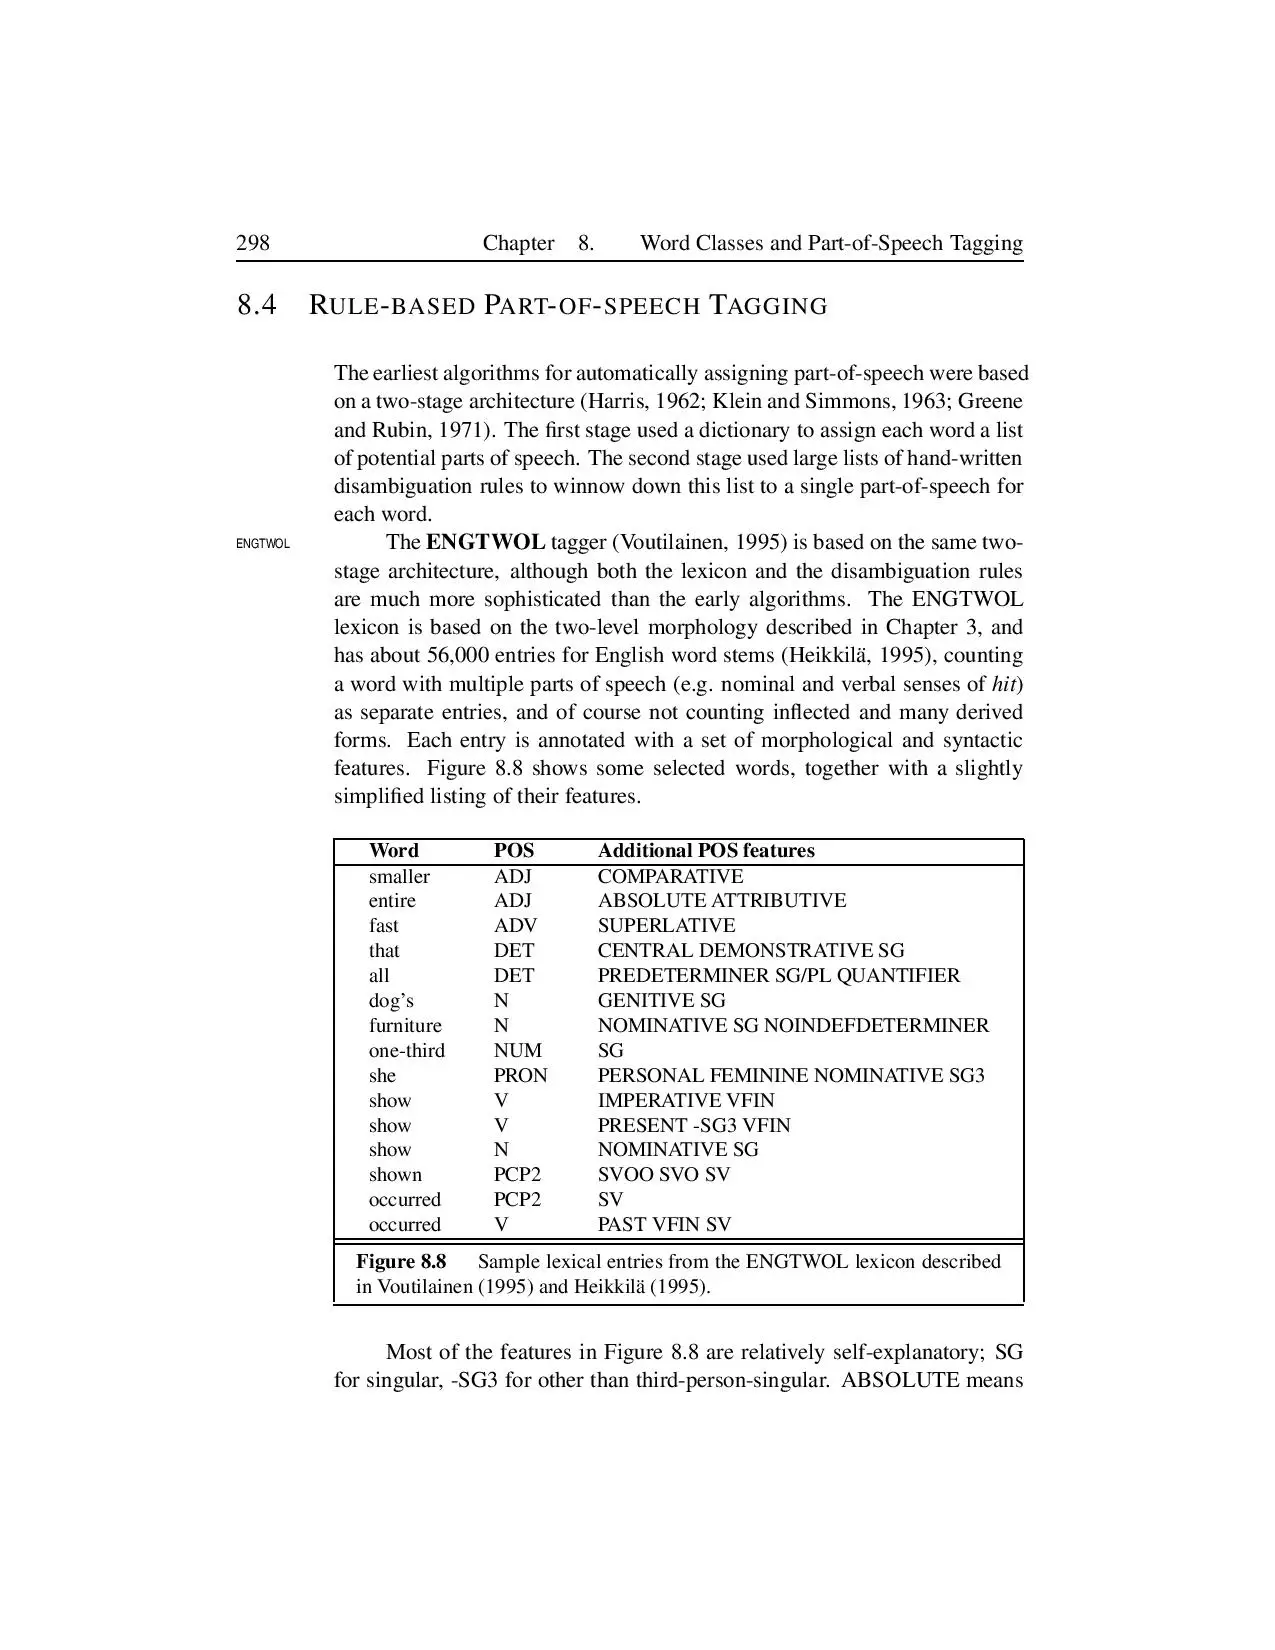 298 Chapter 8. Word Classes and Part-of-Speech Tagging
8.4 RULE-BASED PART-OF-SPEECH TAGGING
The earliest algorithms for automatically assigning part-of-speech were based
on a two-stage architecture (Harris, 1962; Klein and Simmons, 1963; Greene
and Rubin, 1971). The first stage used a dictionary to assign each word a list
of potential parts of speech. The second stage used large lists of hand-written
disambiguation rules to winnow down this list to a single part-of-speech for
each word.
ENGTWOL
The ENGTWOL tagger (Voutilainen, 1995) is based on the same two-
stage architecture, although both the lexicon and the disambiguation rules
are much more sophisticated than the early algorithms. The ENGTWOL
lexicon is based on the two-level morphology described in Chapter 3, and
has about 56,000 entries for English word stems (Heikkilä, 1995), counting
a word with multiple parts of speech (e.g. nominal and verbal senses of hit)
as separate entries, and of course not counting inflected and many derived
forms. Each entry is annotated with a set of morphological and syntactic
features. Figure 8.8 shows some selected words, together with a slightly
simplified listing of their features.
Word POS Additional POS features
smaller ADJ COMPARATIVE
entire ADJ ABSOLUTE ATTRIBUTIVE
fast ADV SUPERLATIVE
that DET CENTRAL DEMONSTRATIVE SG
all DET PREDETERMINER SG/PL QUANTIFIER
dog's N GENITIVE SG
furniture N NOMINATIVE SG NOINDEFDETERMINER
one-third NUM SG
she PRON PERSONAL FEMININE NOMINATIVE SG3
show V IMPERATIVE VFIN
show V PRESENT -SG3 VFIN
show N NOMINATIVE SG
shown PCP2 SVOO SVO SV
occurred PCP2 SV
occurred V PAST VFIN SV
Figure 8.8 Sample lexical entries from the ENGTWOL lexicon described
in Voutilainen (1995) and Heikkilä (1995).
Most of the features in Figure 8.8 are relatively self-explanatory; SG
for singular, -SG3 for other than third-person-singular. ABSOLUTE means